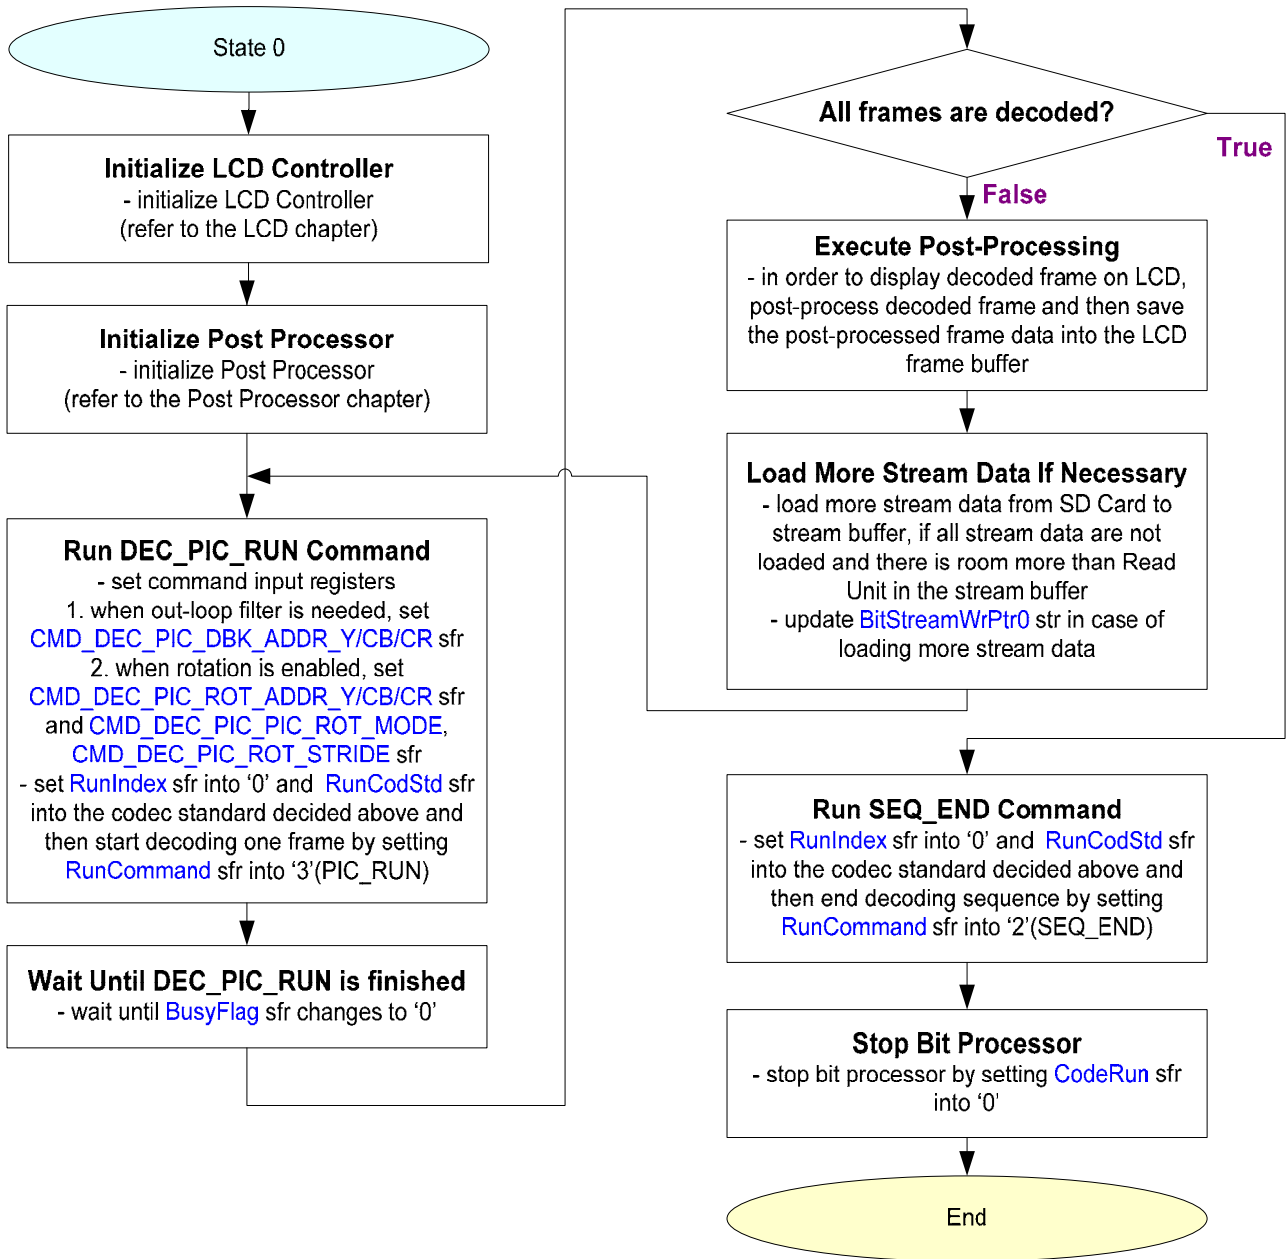 State 0
Initialize LCD Controller
- initialize LCD Controller
(refer to the LCD chapter)
Initialize Post Processor
- initialize Post Processor
(refer to the Post Processor chapter)
Run DEC_PIC_RUN Command
- set command input registers
1. when out-loop filter is needed, set
CMD_DEC_PIC_DBK_ADDR_Y/CB/CR sfr
2. when rotation is enabled, set
CMD_DEC_PIC_ROT_ADDR_Y/CB/CR sfr
and CMD_DEC_PIC_PIC_ROT_MODE,
CMD_DEC_PIC_ROT_STRIDE sfr
- set RunIndex sfr into ‘0’ and RunCodStd sfr
into the codec standard decided above and
then start decoding one frame by setting
RunCommand sfr into ‘3’(PIC_RUN)
Wait Until DEC_PIC_RUN is finished
- wait until BusyFlag sfr changes to ‘0’
All frames are decoded?
True
False
Execute Post-Processing
- in order to display decoded frame on LCD,
post-process decoded frame and then save
the post-processed frame data into the LCD
frame buffer
Load More Stream Data If Necessary
- load more stream data from SD Card to
stream buffer, if all stream data are not
loaded and there is room more than Read
Unit in the stream buffer
- update BitStreamWrPtr0 str in case of
loading more stream data
Run SEQ_END Command
- set RunIndex sfr into ‘0’ and RunCodStd sfr
into the codec standard decided above and
then end decoding sequence by setting
RunCommand sfr into ‘2’(SEQ_END)
Stop Bit Processor
- stop bit processor by setting CodeRun sfr
into ‘0’
End